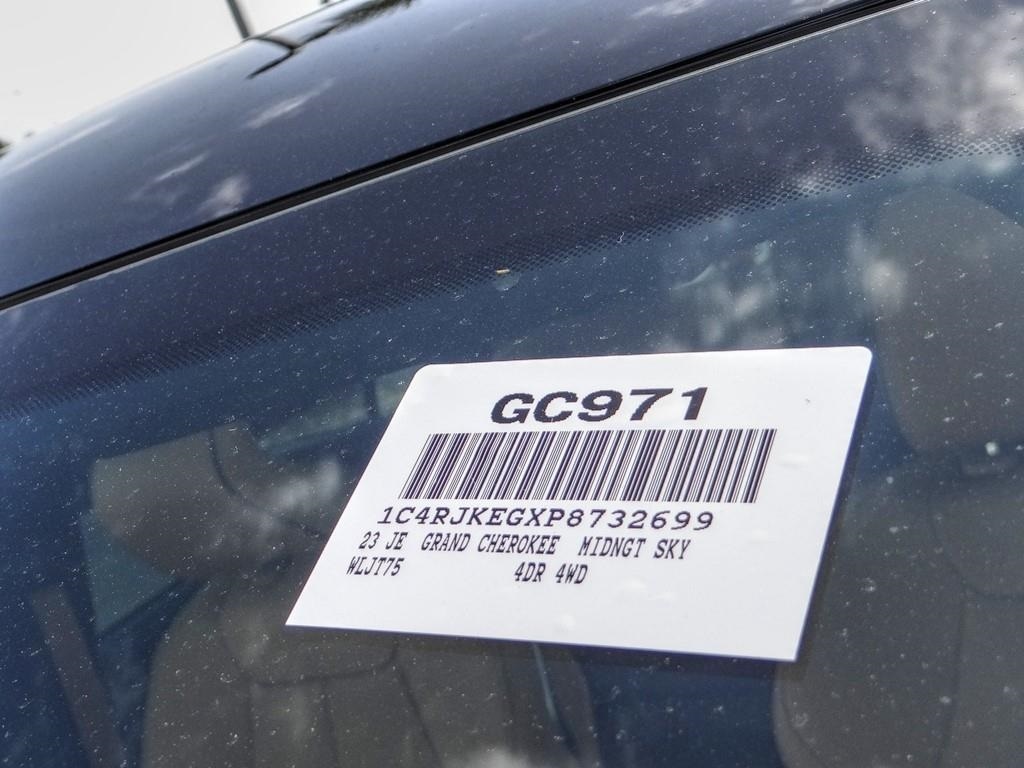 GC971
1C4RJKEGXP8732699
23 JE GRAND CHEROKEE MIDNGT SKY
WLJT75 4DR 4WD